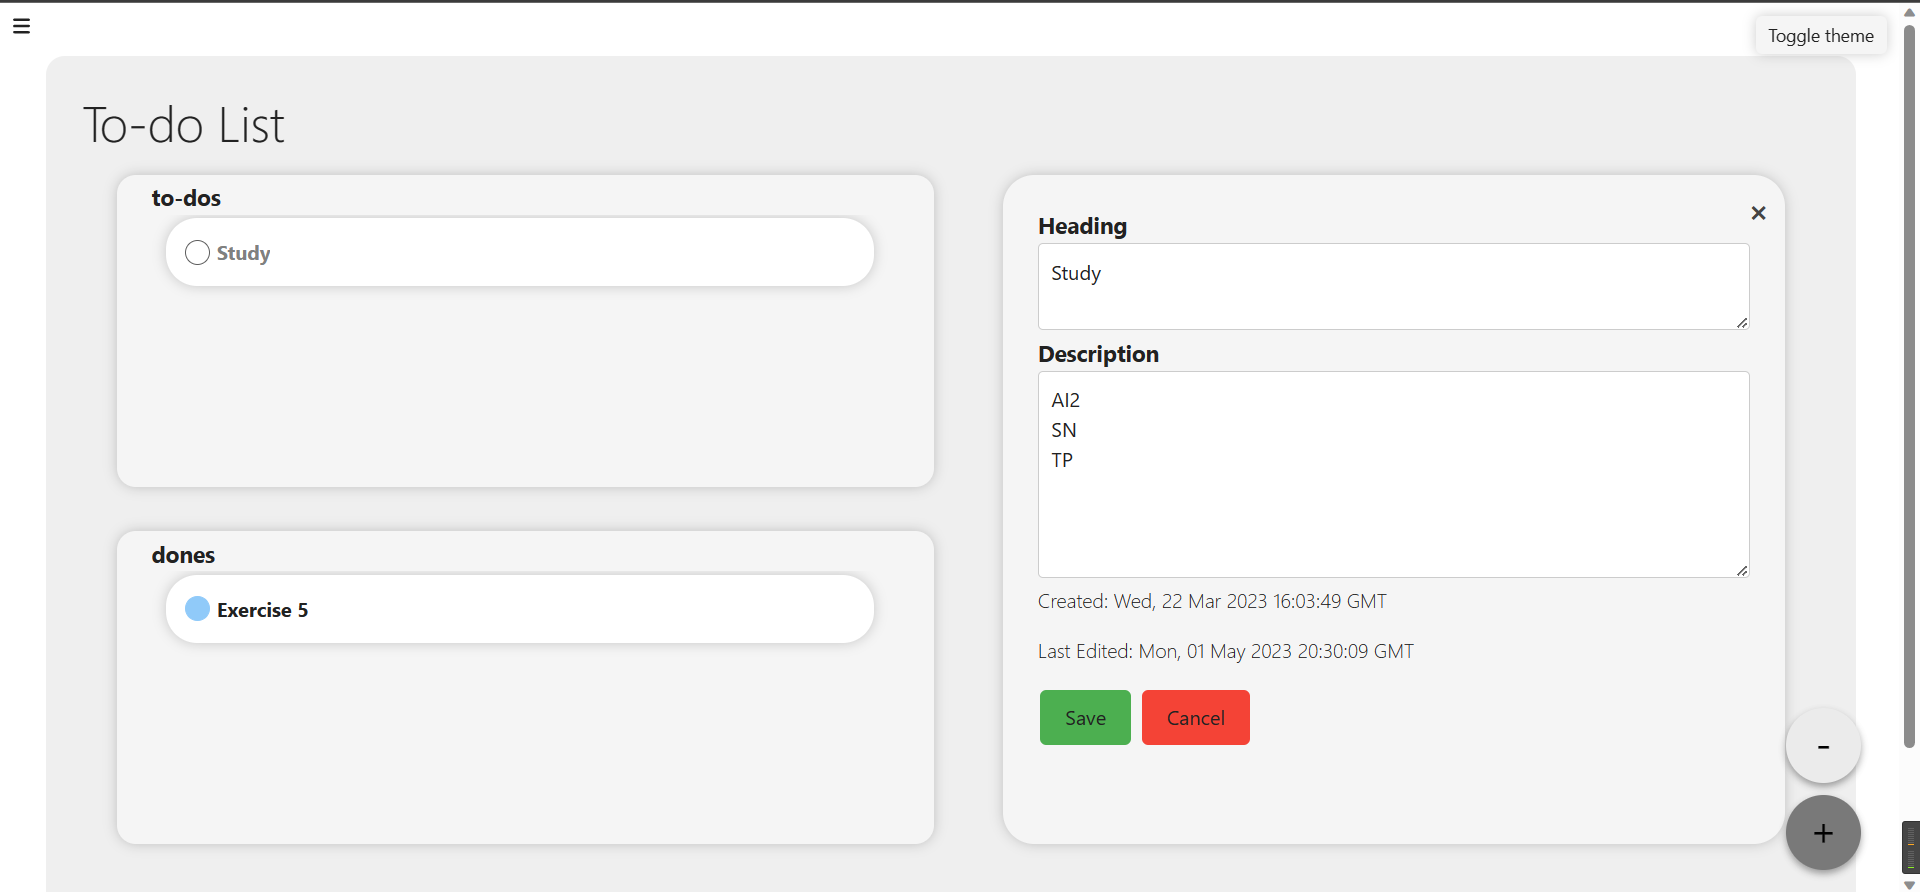 Toggle theme
To-do List
to-dos
Study
dones
Exercise 5
Heading
Study
Description
AI2
SN
TP
Created: Wed, 22 Mar 2023 16:03:49 GMT
Last Edited: Mon, 01 May 2023 20:30:09 GMT
Save Cancel
-
+